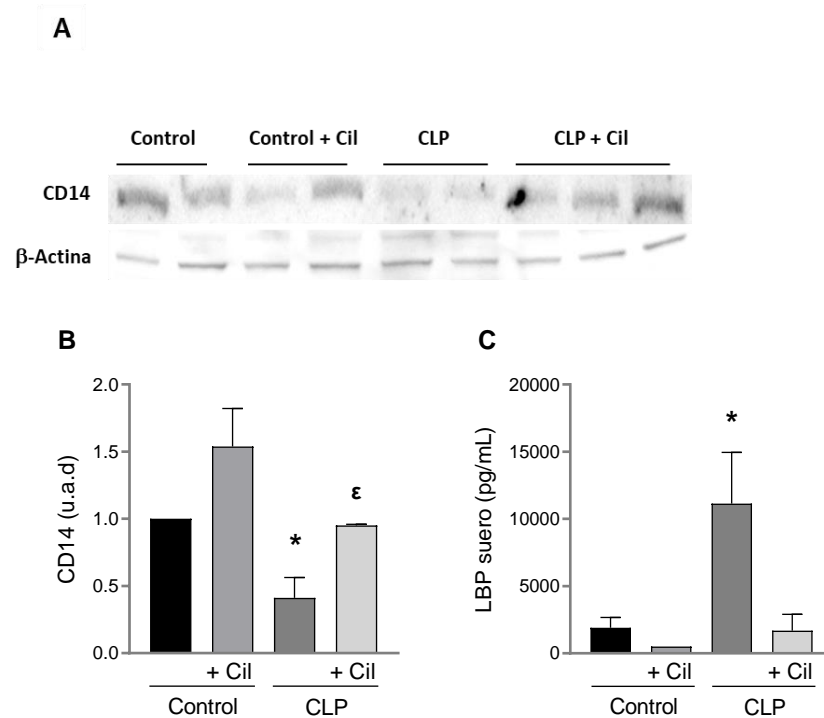 A
Control Control + Cil CLP CLP + Cil
CD14
β-Actina
B
CD14 (u.a.d)
2.0
1.5
1.0
0.5
0.0
*
ε
+ Cil + Cil
Control CLP
C
LBP suero (pg/mL)
20000
15000
10000
5000
0
*
+ Cil + Cil
Control CLP